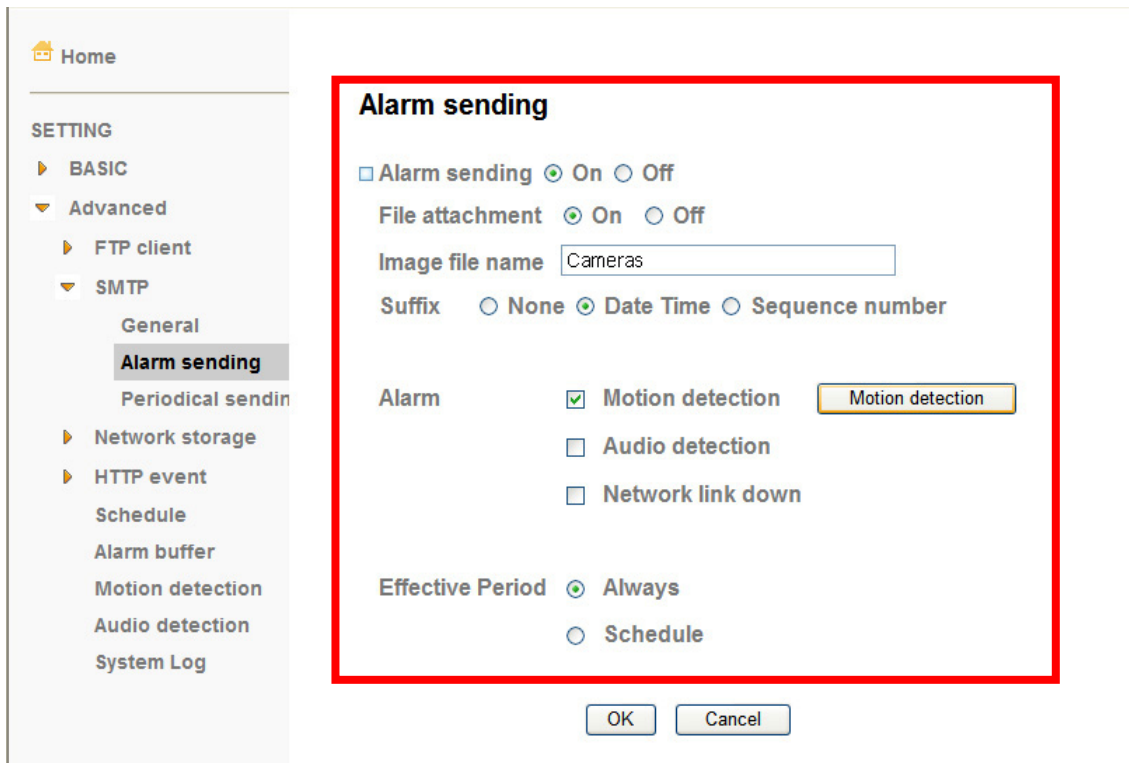 Home
SETTING
BASIC
Advanced
FTP client
SMTP
General
Alarm sending
Periodical sendin
Network storage
HTTP event
Schedule
Alarm buffer
Motion detection
Audio detection
System Log
Alarm sending
Alarm sending On Off
File attachment On Off
Image file name Cameras
Suffix None Date Time Sequence number
Alarm Motion detection Motion detection
Audio detection
Network link down
Effective Period Always
Schedule
OK Cancel